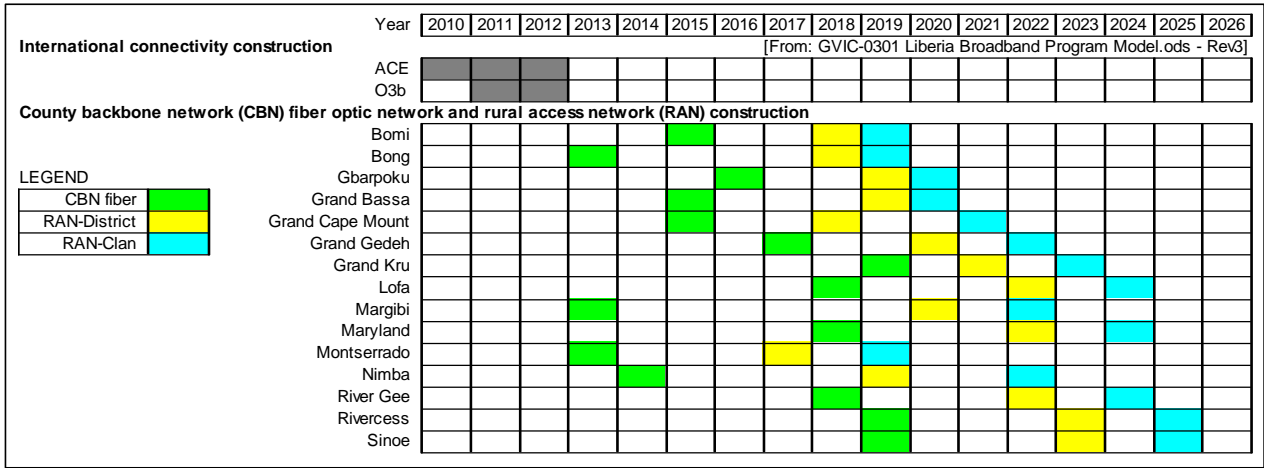 Year 2010 2011 2012 2013 2014 2015 2016 2017 2018 2019 2020 2021 2022 2023 2024 2025 2026
International connectivity construction [From: GVIC-0301 Liberia Broadband Program Model.ods - Rev3]
ACE
O3b
County backbone network (CBN) fiber optic network and rural access network (RAN) construction
Bomi
Bong
LEGEND Gbarpoku
CBN fiber Grand Bassa
RAN-District Grand Cape Mount
RAN-Clan Grand Gedeh
Grand Kru
Lofa
Margibi
Maryland
Montserrado
Nimba
River Gee
Rivercess
Sinoe